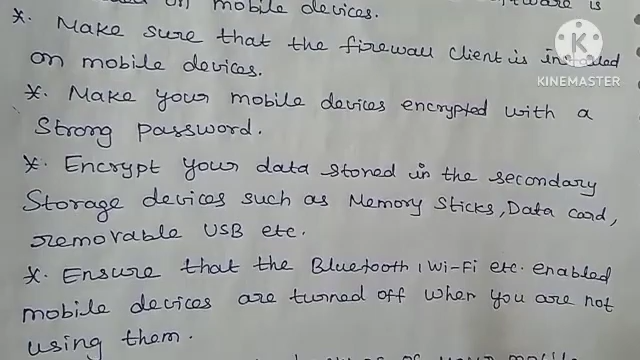 on mobile devices.
*. Make sure that the firewall client is installed
on mobile devices.
*. Make your mobile devices encrypted with a
Strong password.
*. Encrypt your data stored in the secondary
Storage devices such as Memory Sticks, Data card,
removable USB etc.
*. Ensure that the Bluetooth, Wi-Fi etc. enabled
mobile devices are turned off when you are not
using them.
KINEMASTER